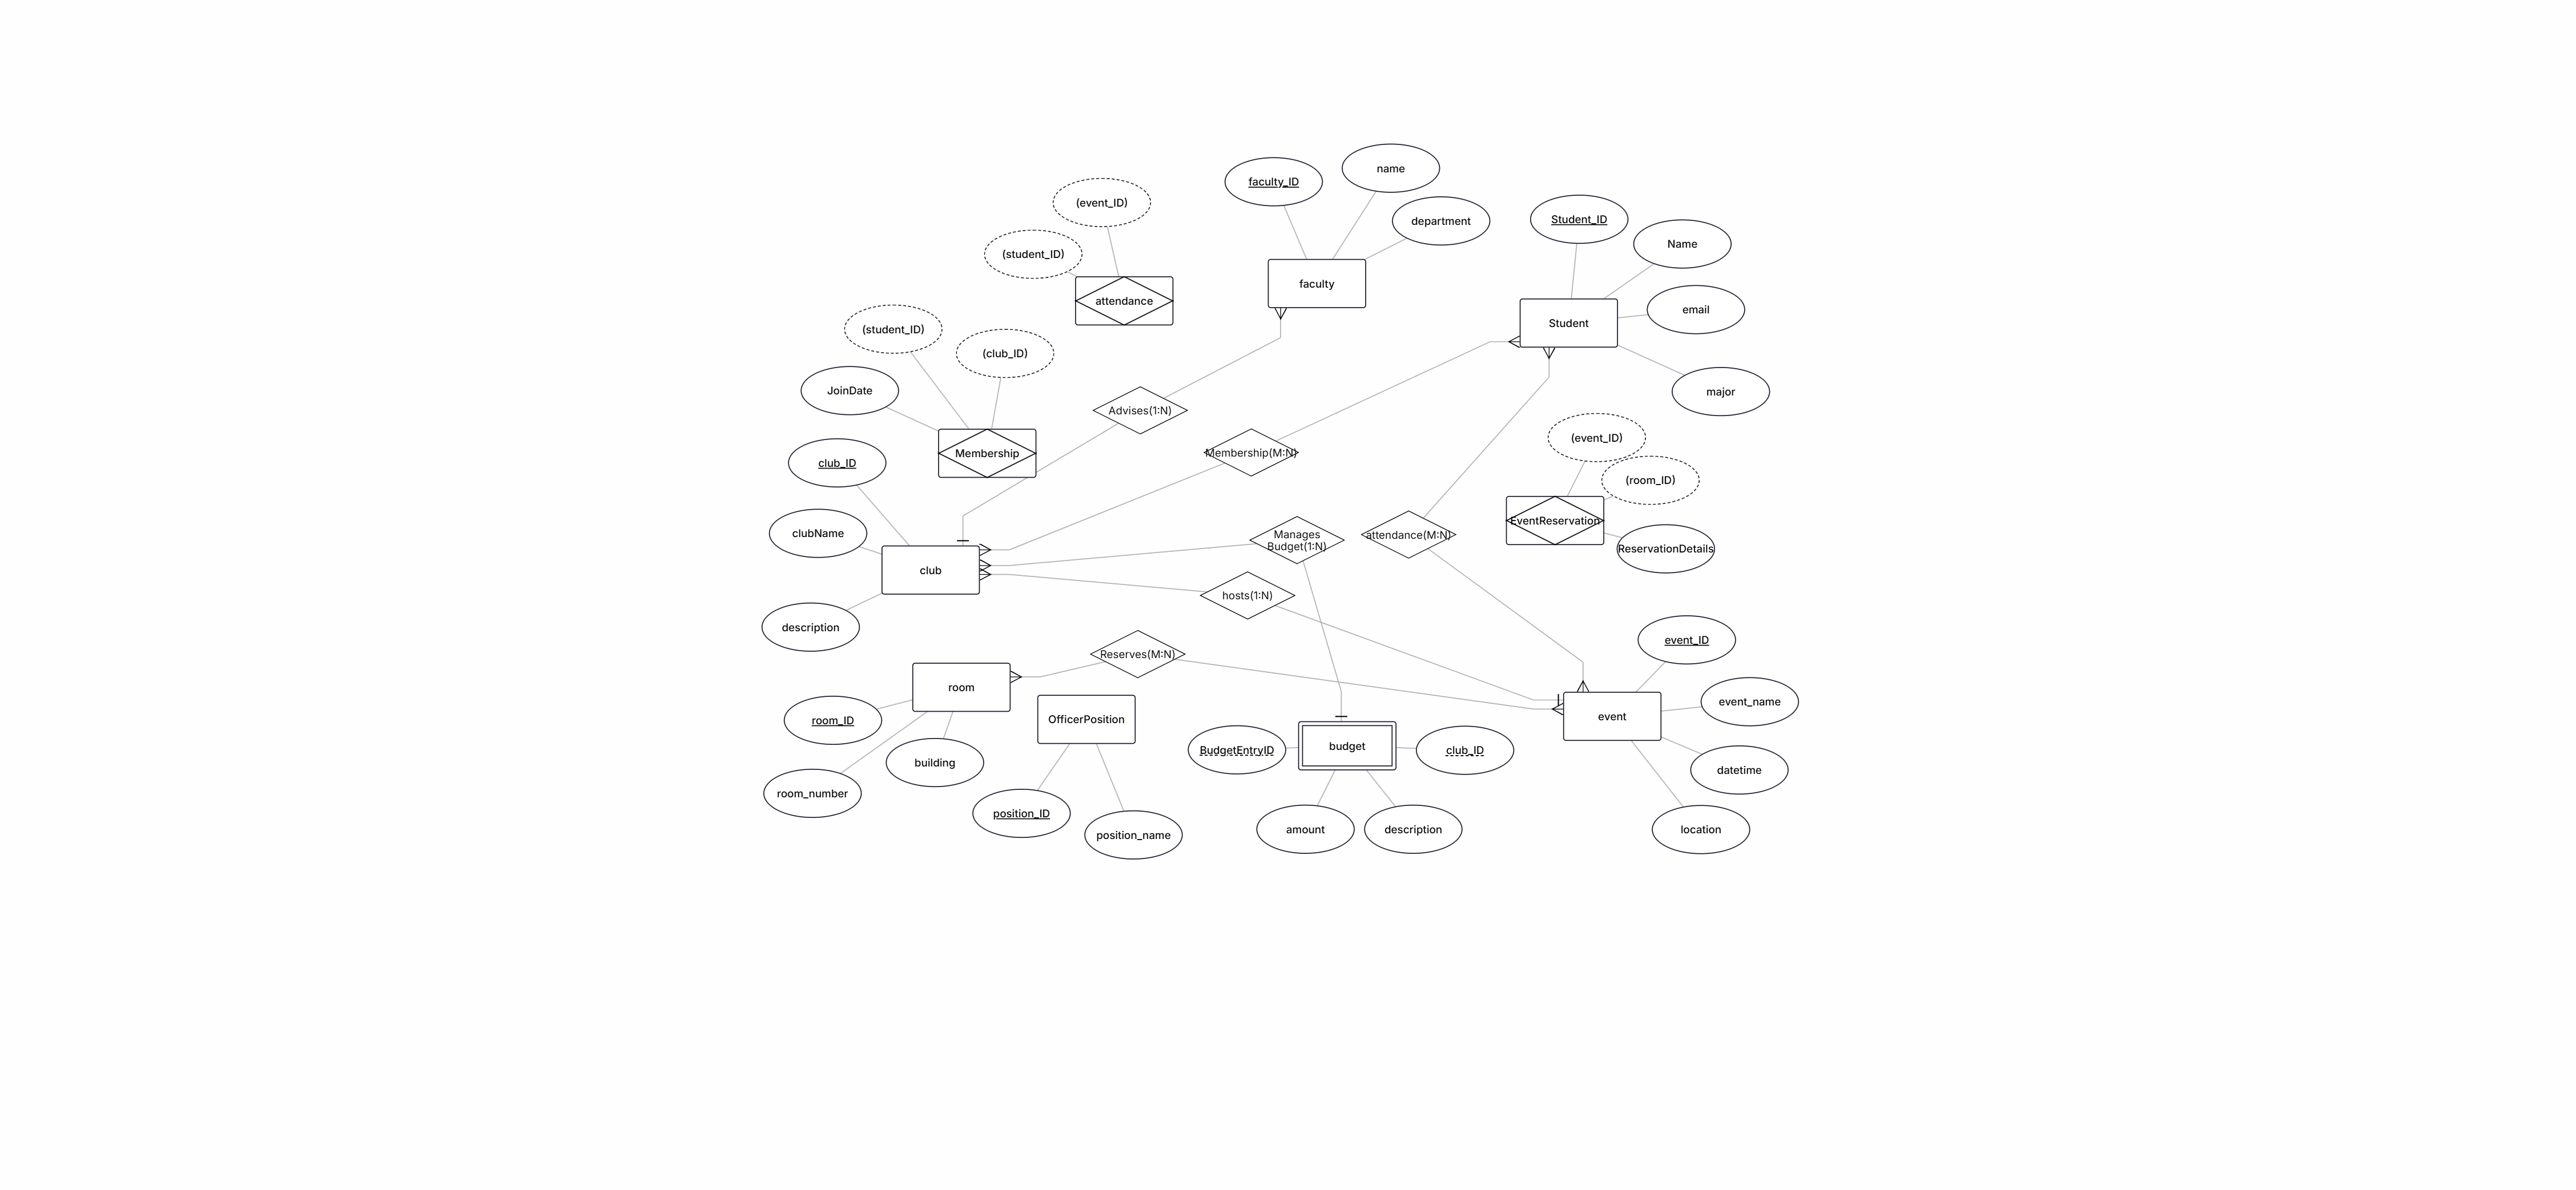 name
faculty_ID
(event_ID)
department
Student_ID
Name
(student_ID)
faculty
attendance
email
Student
(student_ID)
(club_ID)
JoinDate
major
Advises(1:N)
(event_ID)
Membership
Membership(M:N)
club_ID
(room_ID)
EventReservation
clubName
Manages
Budget(1:N)
attendance(M:N)
ReservationDetails
club
hosts(1:N)
description
event_ID
Reserves(M:N)
room
event_name
event
room_ID
OfficerPosition
BudgetEntryID
budget
club_ID
building
datetime
room_number
position_ID
position_name
amount
description
location